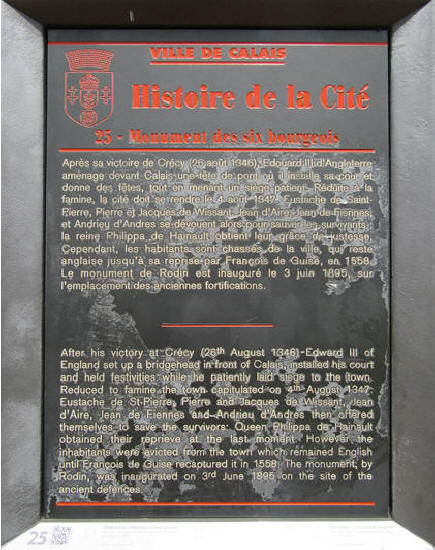 VILLE DE CALAIS
Histoire de la Cité
25 - Monument des six bourgeois
Après sa victoire de Crécy (26 août 1346), Edouard III d'Angleterre
aménage devant Calais une tête de pont où il installe sa cour et
donne des fêtes, tout en menant un siège patient. Réduite à la
famine, la cité doit se rendre le 4 août 1347. Eustache de Saint-
Pierre, Pierre et Jacques de Wissant, Jean d'Aire, Jean de Fiennes,
et Andrieu d'Andres se dévouent alors pour sauver les survivants;
la reine Philippa de Hainault obtient leur grâce de justesse.
Cependant, les habitants sont chassés de la ville, qui reste
anglaise jusqu'à sa reprise par François de Guise, en 1558.
Le monument de Rodin est inauguré le 3 juin 1895, sur
l'emplacement des anciennes fortifications.
After his victory at Crécy (26th August 1346) Edward III of
England set up a bridgehead in front of Calais, installed his court
and held festivities while he patiently laid siege to the town.
Reduced to famine the town capitulated on 4th August 1347.
Eustache de St-Pierre, Pierre and Jacques de Wissant, Jean
d'Aire, Jean de Fiennes and Andrieu d'Andres then offered
themselves to save the survivors: Queen Philippa de Hainault
obtained their reprieve at the last moment. However the
inhabitants were evicted from the town which remained English
until François de Guise recaptured it in 1558. The monument, by
Rodin, was inaugurated on 3rd June 1895 on the site of the
ancient defences.
25